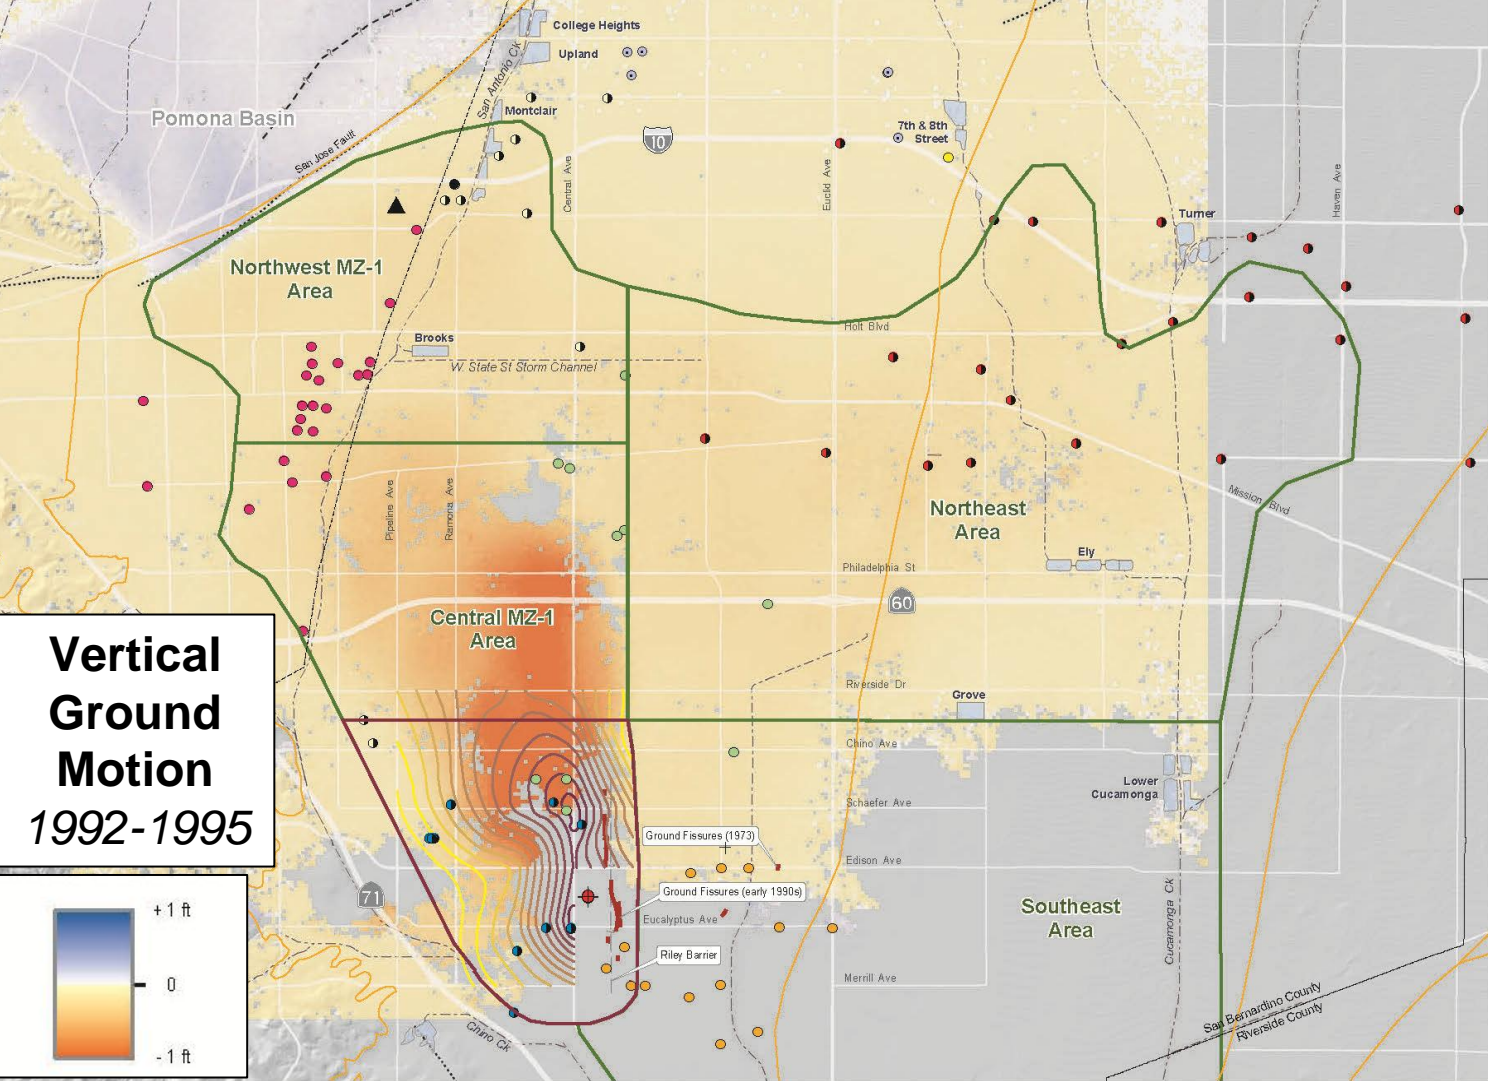 College Heights
Upland
San Antonio Ck
Montclair
Pomona Basin
San Jose Fault
10
7th & 8th
Street
Central Ave
Euclid Ave
Haven Ave
Turner
Northwest MZ-1
Area
Holt Blvd
Brooks
W. State St Storm Channel
Pipeline Ave
Ramona Ave
Mission Blvd
Northeast
Area
Ely
Philadelphia St
60
Central MZ-1
Area
Riverside Dr
Grove
Chino Ave
Vertical
Ground
Motion
1992-1995
Lower
Cucamonga
Schaefer Ave
Ground Fissures (1973)
Edison Ave
71
Ground Fissures (early 1990s)
Eucalyptus Ave
Southeast
Area
Cucamonga Ck
Riley Barrier
Merrill Ave
+1 ft
0
-1 ft
Chino Ck
San Bernardino County
Riverside County